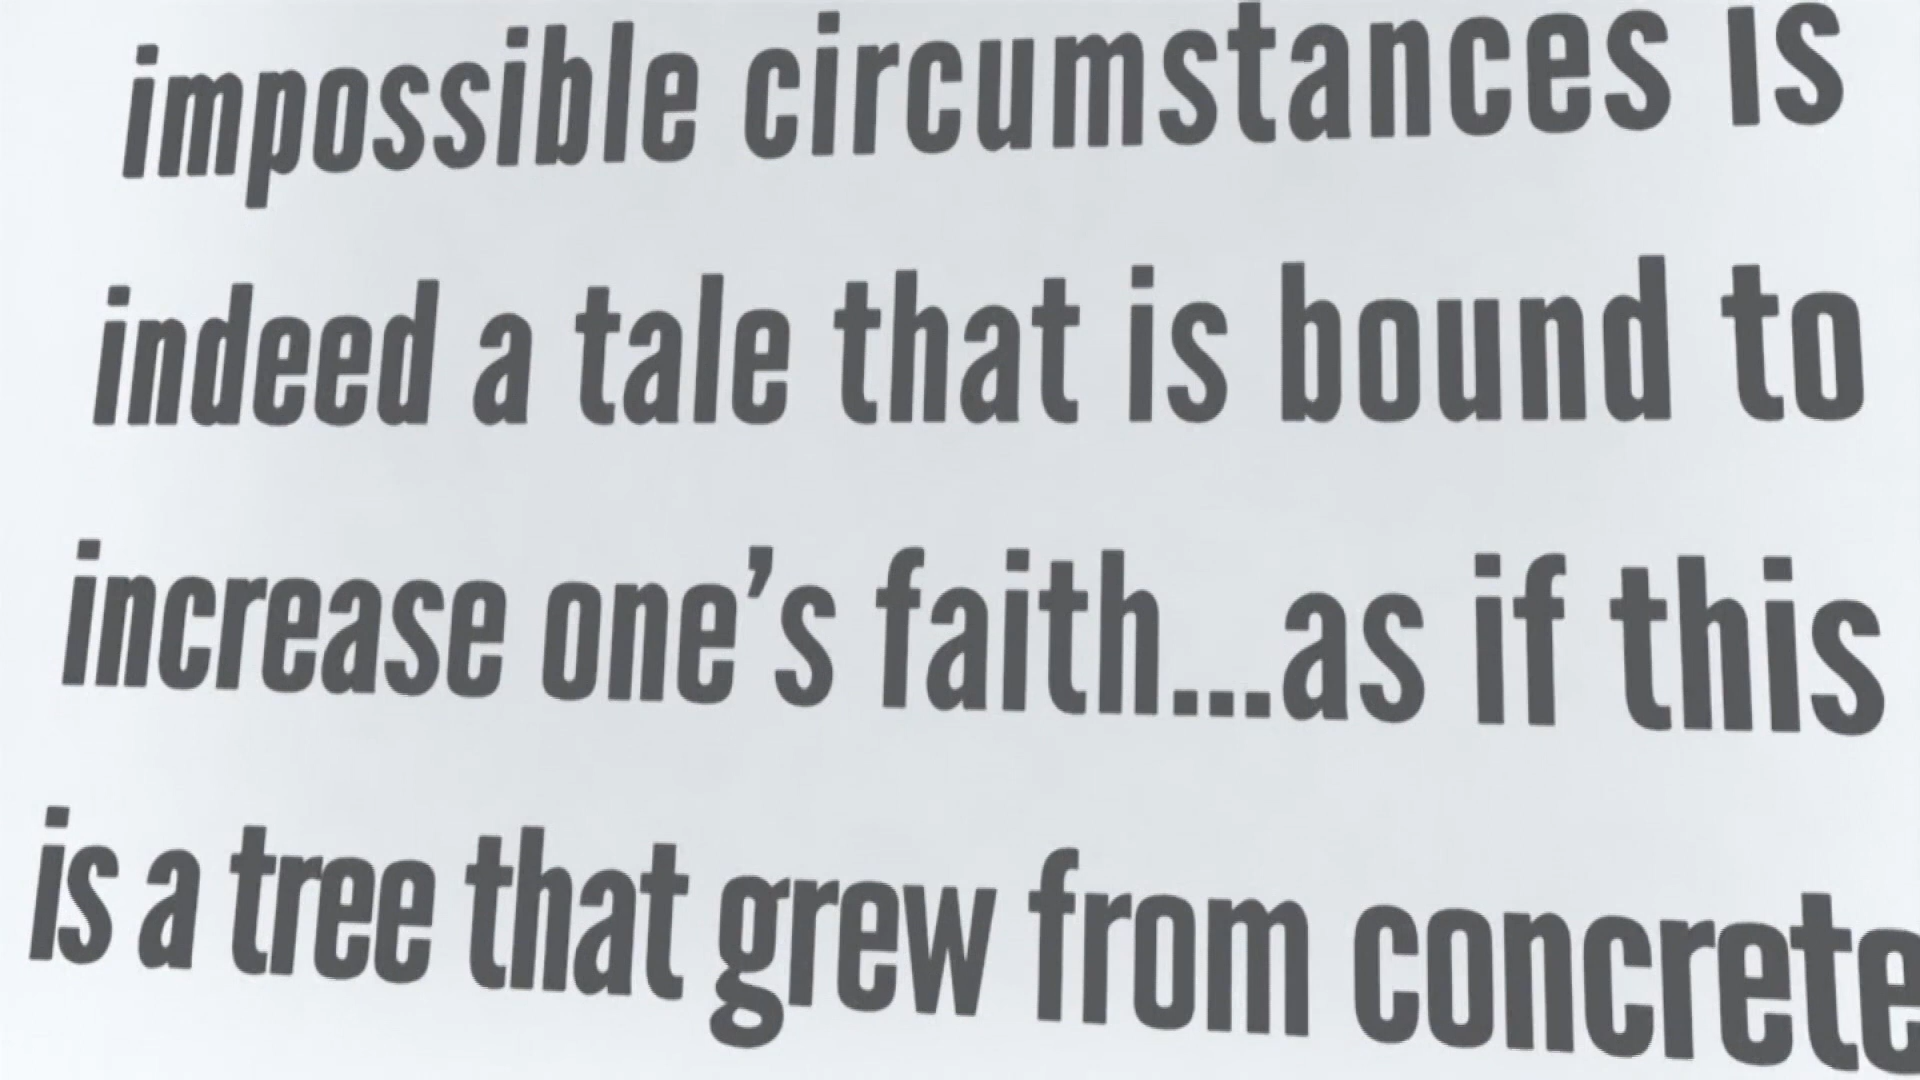 impossible circumstances is
indeed a tale that is bound to
increase one’s faith...as if this
is a tree that grew from concrete